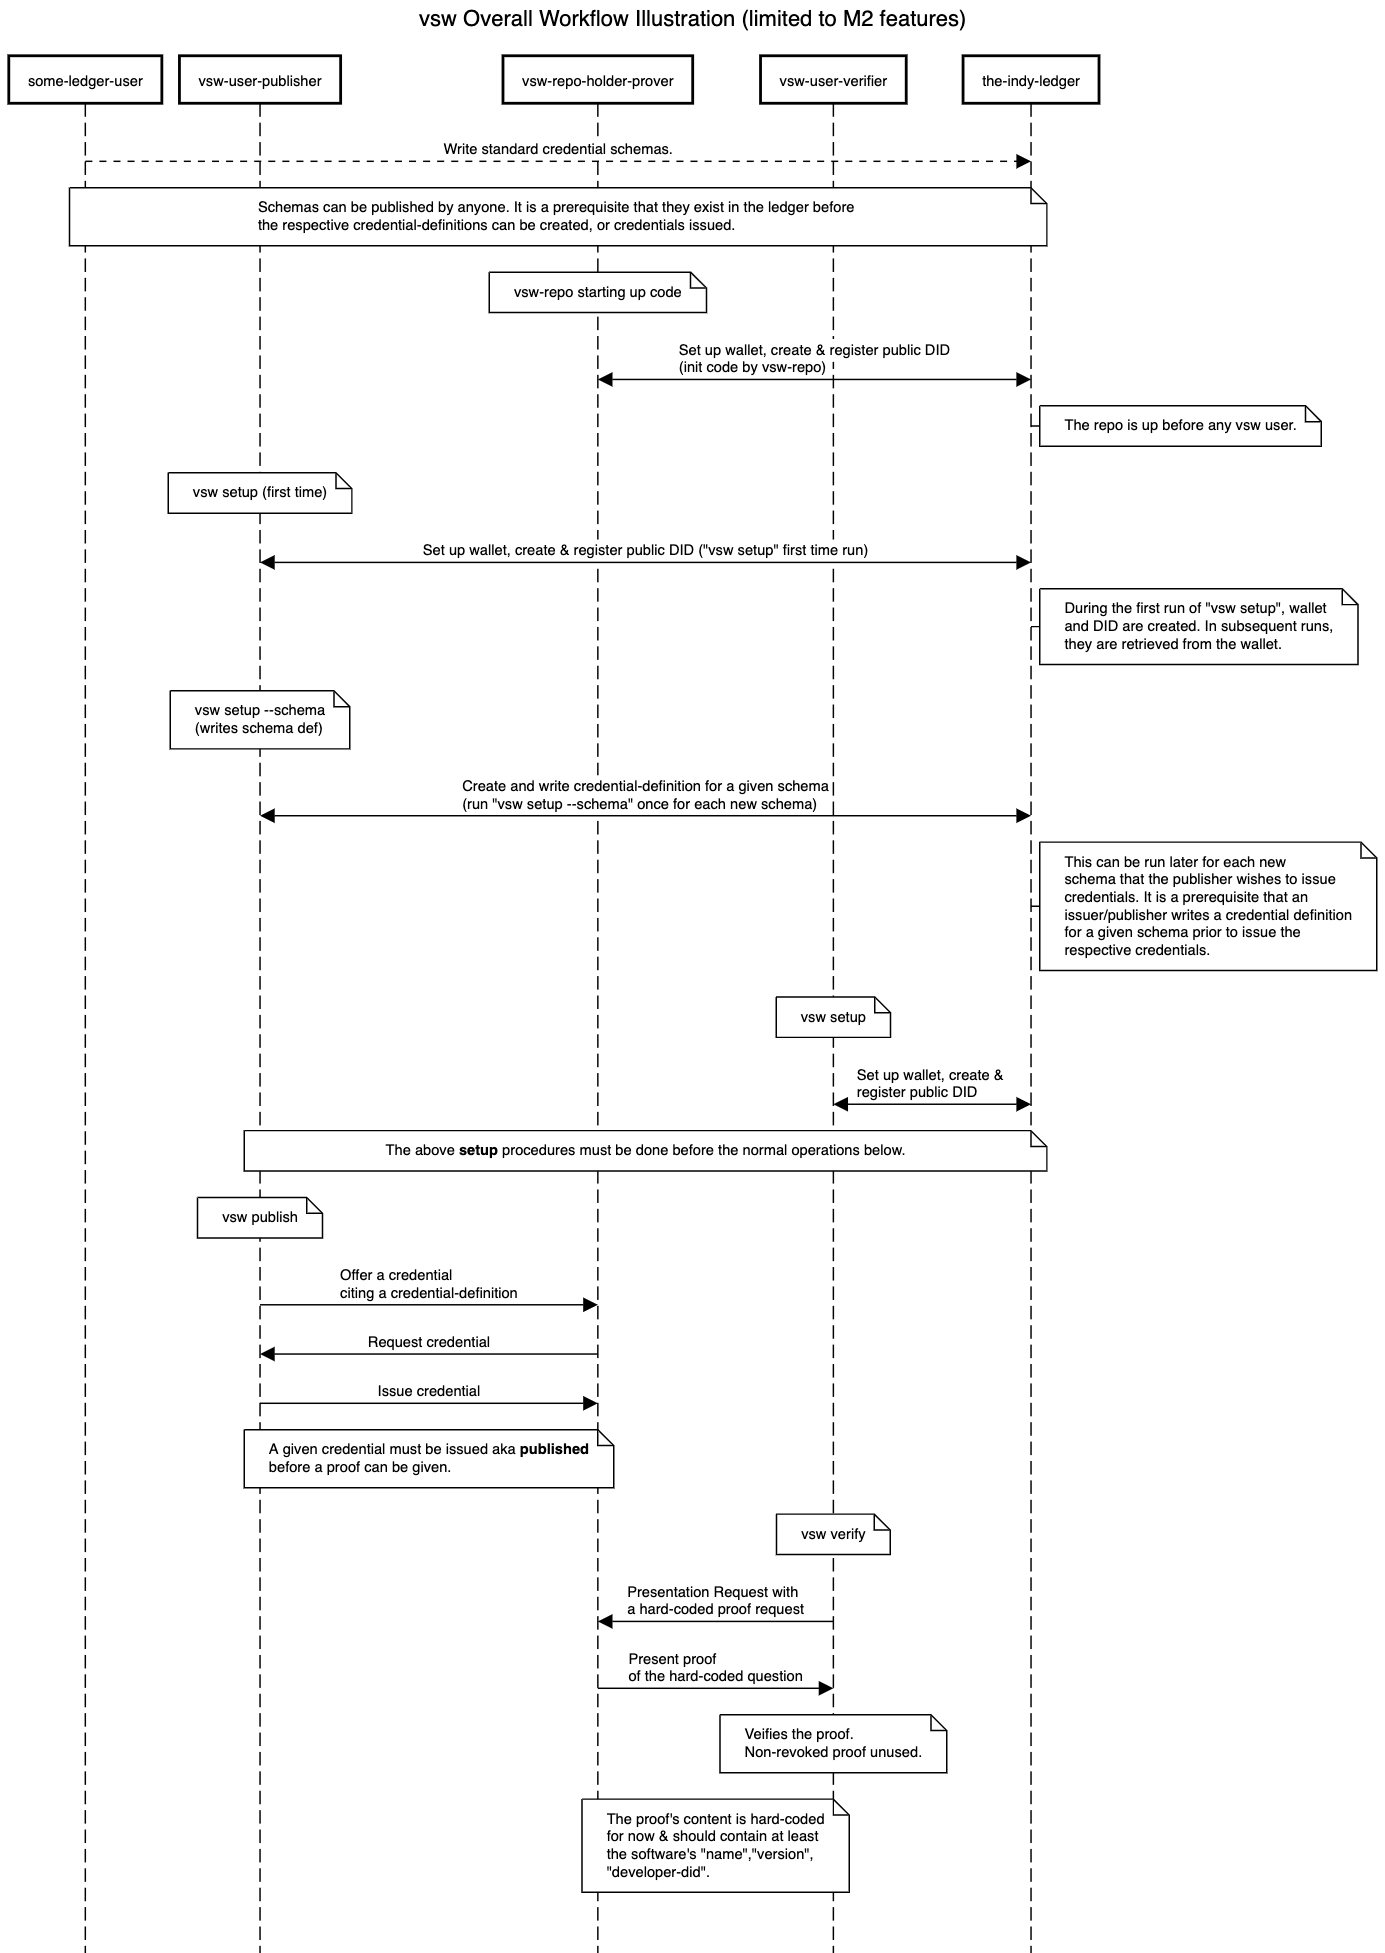 vsw Overall Workflow Illustration (limited to M2 features)
some-ledger-user
vsw-user-publisher
vsw-repo-holder-prover
vsw-user-verifier
the-indy-ledger
Write standard credential schemas.
Schemas can be published by anyone. It is a prerequisite that they exist in the ledger before
the respective credential-definitions can be created, or credentials issued.
vsw-repo starting up code
Set up wallet, create & register public DID
(init code by vsw-repo)
The repo is up before any vsw user.
vsw setup (first time)
Set up wallet, create & register public DID ("vsw setup" first time run)
During the first run of "vsw setup", wallet
and DID are created. In subsequent runs,
they are retrieved from the wallet.
vsw setup --schema
(writes schema def)
Create and write credential-definition for a given schema
(run "vsw setup --schema" once for each new schema)
This can be run later for each new
schema that the publisher wishes to issue
credentials. It is a prerequisite that an
issuer/publisher writes a credential definition
for a given schema prior to issue the
respective credentials.
vsw setup
Set up wallet, create &
register public DID
The above setup procedures must be done before the normal operations below.
vsw publish
Offer a credential
citing a credential-definition
Request credential
Issue credential
A given credential must be issued aka published
before a proof can be given.
vsw verify
Presentation Request with
a hard-coded proof request
Present proof
of the hard-coded question
Veifies the proof.
Non-revoked proof unused.
The proof's content is hard-coded
for now & should contain at least
the software's "name","version",
"developer-did".